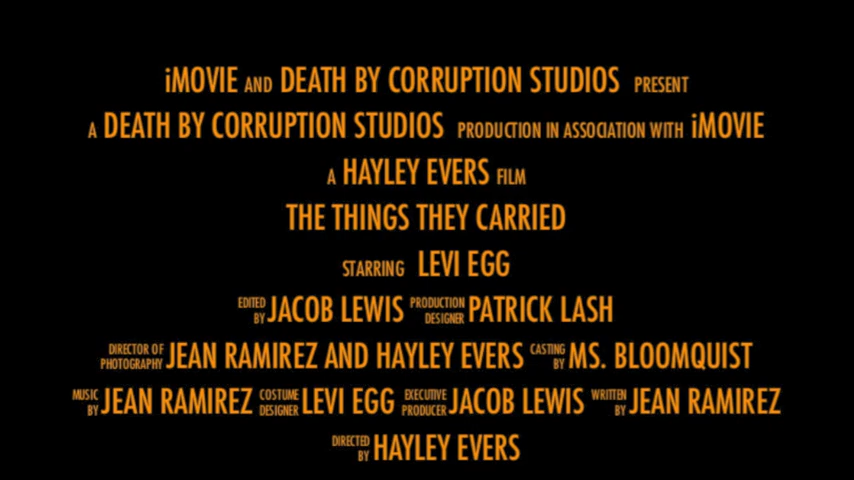 iMOVIE AND DEATH BY CORRUPTION STUDIOS PRESENT
A DEATH BY CORRUPTION STUDIOS PRODUCTION IN ASSOCIATION WITH iMOVIE
A HAYLEY EVERS FILM
THE THINGS THEY CARRIED
STARRING LEVI EGG
EDITED BY JACOB LEWIS PRODUCTION DESIGNER PATRICK LASH
DIRECTOR OF PHOTOGRAPHY JEAN RAMIREZ AND HAYLEY EVERS CASTING BY MS. BLOOMQUIST
MUSIC BY JEAN RAMIREZ COSTUME DESIGNER LEVI EGG EXECUTIVE PRODUCER JACOB LEWIS WRITTEN BY JEAN RAMIREZ
DIRECTED BY HAYLEY EVERS